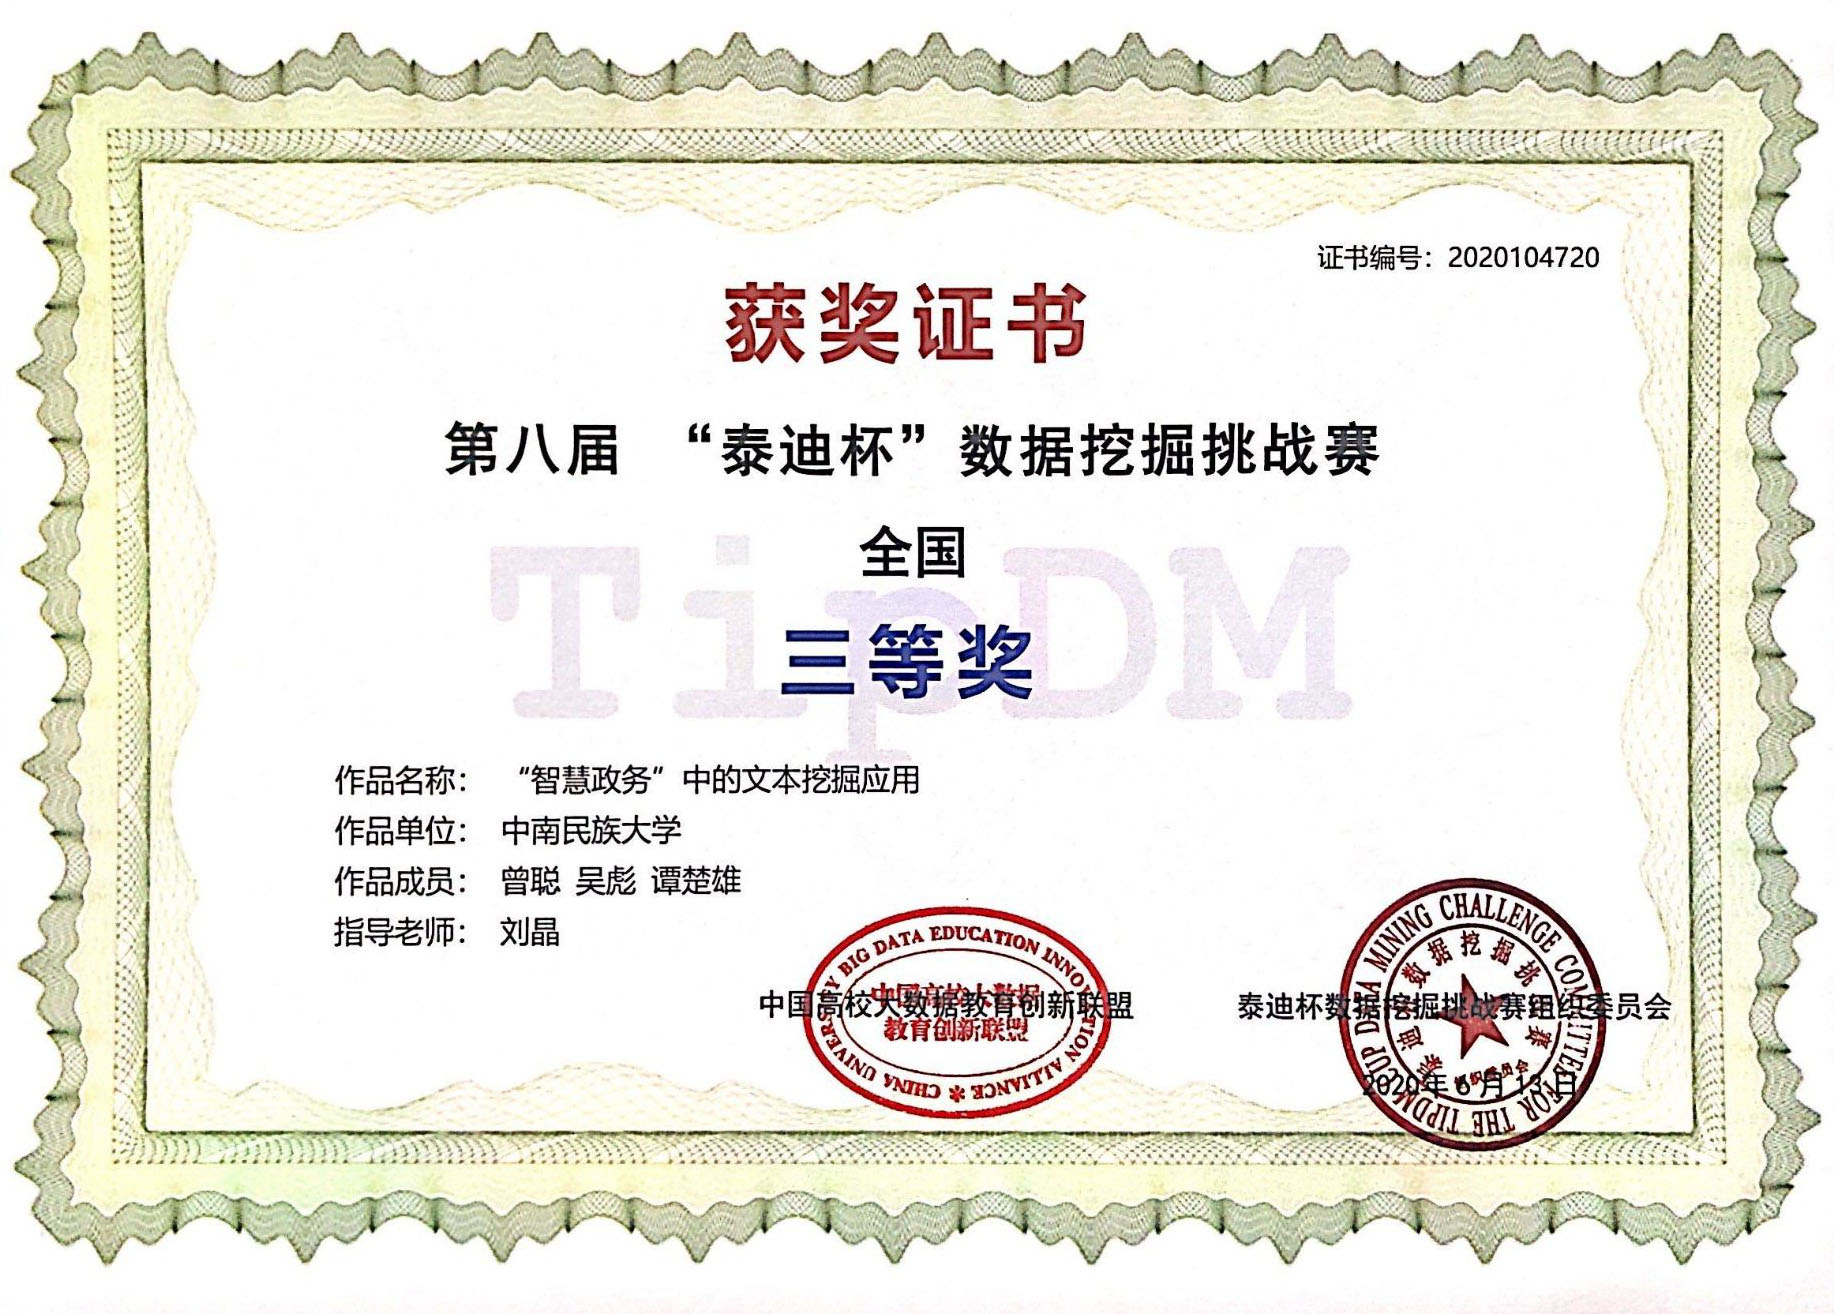 证书编号：2020104720
获奖证书
第八届 “泰迪杯”数据挖掘挑战赛
全国
TipDM
三等奖
作品名称： “智慧政务”中的文本挖掘应用
作品单位： 中南民族大学
作品成员： 曾聪 吴彪 谭楚雄
指导老师： 刘晶
中国高校大数据教育创新联盟
CHINA UNIVERSITY BIG DATA EDUCATION INNOVATION ALLIANCE
中国高校大数据
教育创新联盟
泰迪杯数据挖掘挑战赛组织委员会
COMMITTEE FOR THE TIPDM CUP DATA MINING CHALLENGE
泰迪杯数据挖掘挑战赛
组织委员会
2020年 6 月 13 日